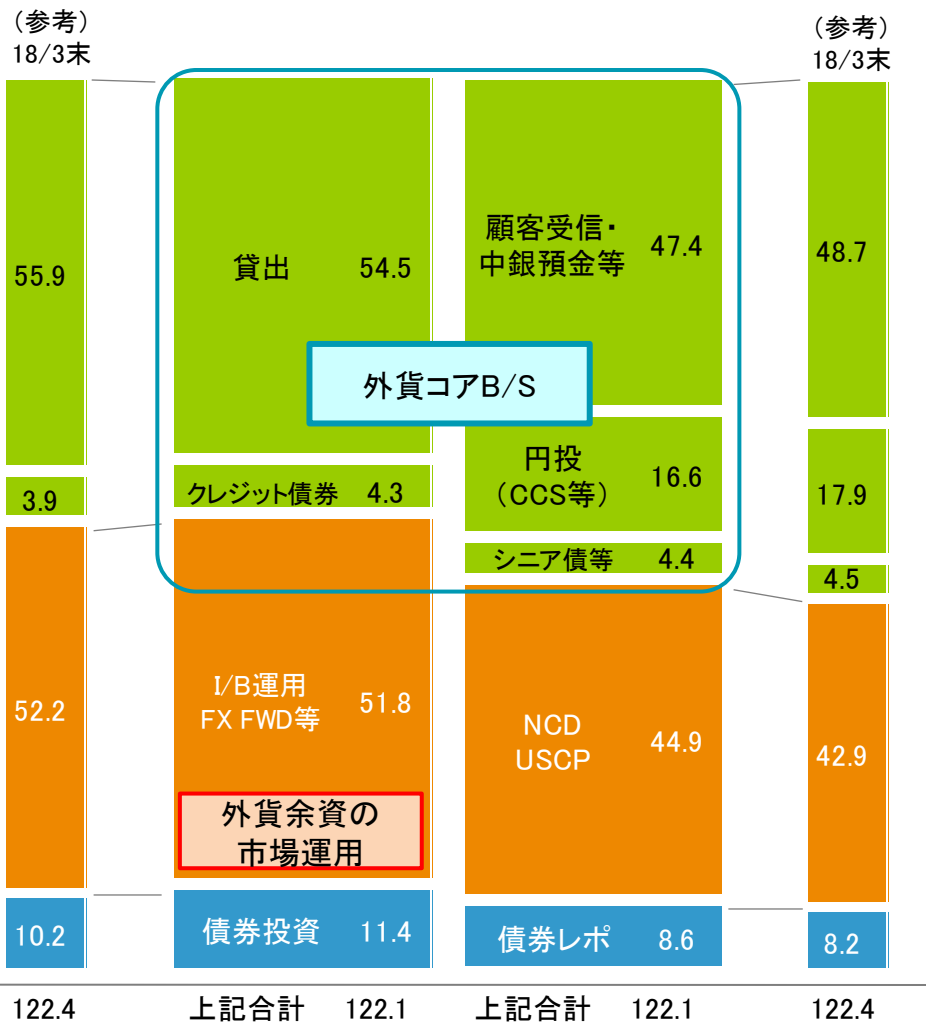 (参考)
18/3末
55.9
3.9
52.2
10.2
122.4
貸出 54.5
クレジット債券 4.3
I/B運用
FX FWD等
51.8
外貨余資の
市場運用
債券投資 11.4
上記合計 122.1
外貨コアB/S
顧客受信・
中銀預金等
47.4
円投
(CCS等)
16.6
シニア債等 4.4
NCD
USCP
44.9
債券レポ 8.6
上記合計 122.1
(参考)
18/3末
48.7
17.9
4.5
42.9
8.2
122.4